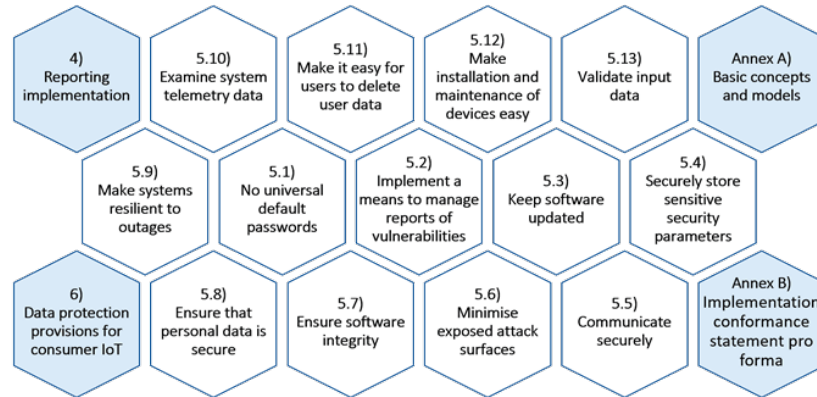 4)
Reporting
implementation
5.10)
Examine system
telemetry data
5.11)
Make it easy for
users to delete
user data
5.12)
Make
installation and
maintenance of
devices easy
5.13)
Validate input
data
Annex A)
Basic concepts
and models
5.9)
Make systems
resilient to
outages
5.1)
No universal
default
passwords
5.2)
Implement a
means to manage
reports of
vulnerabilities
5.3)
Keep software
updated
5.4)
Securely store
sensitive
security
parameters
6)
Data protection
provisions for
consumer IoT
5.8)
Ensure that
personal data is
secure
5.7)
Ensure software
integrity
5.6)
Minimise
exposed attack
surfaces
5.5)
Communicate
securely
Annex B)
Implementation
conformance
statement pro
forma